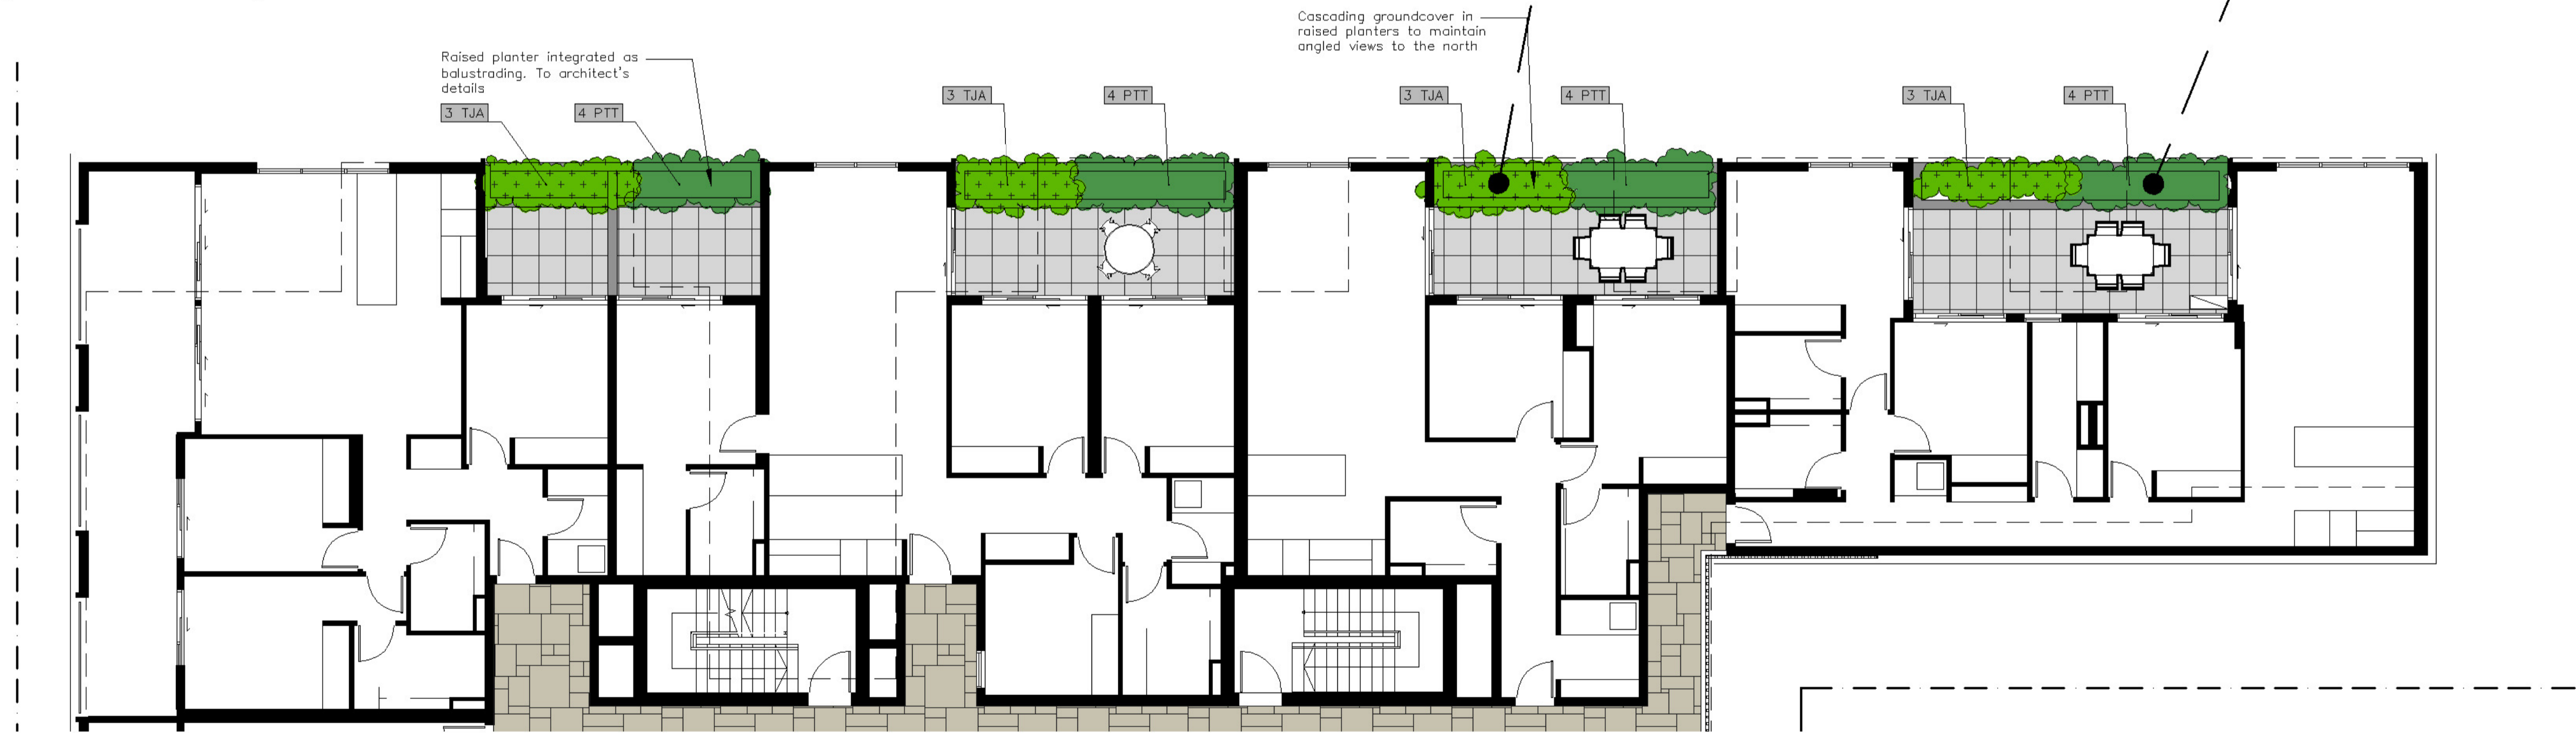 Cascading groundcover in
raised planters to maintain
angled views to the north
Raised planter integrated as
balustrading. To architect's
details
3 TJA
4 PTT
3 TJA
4 PTT
3 TJA
4 PTT
3 TJA
4 PTT